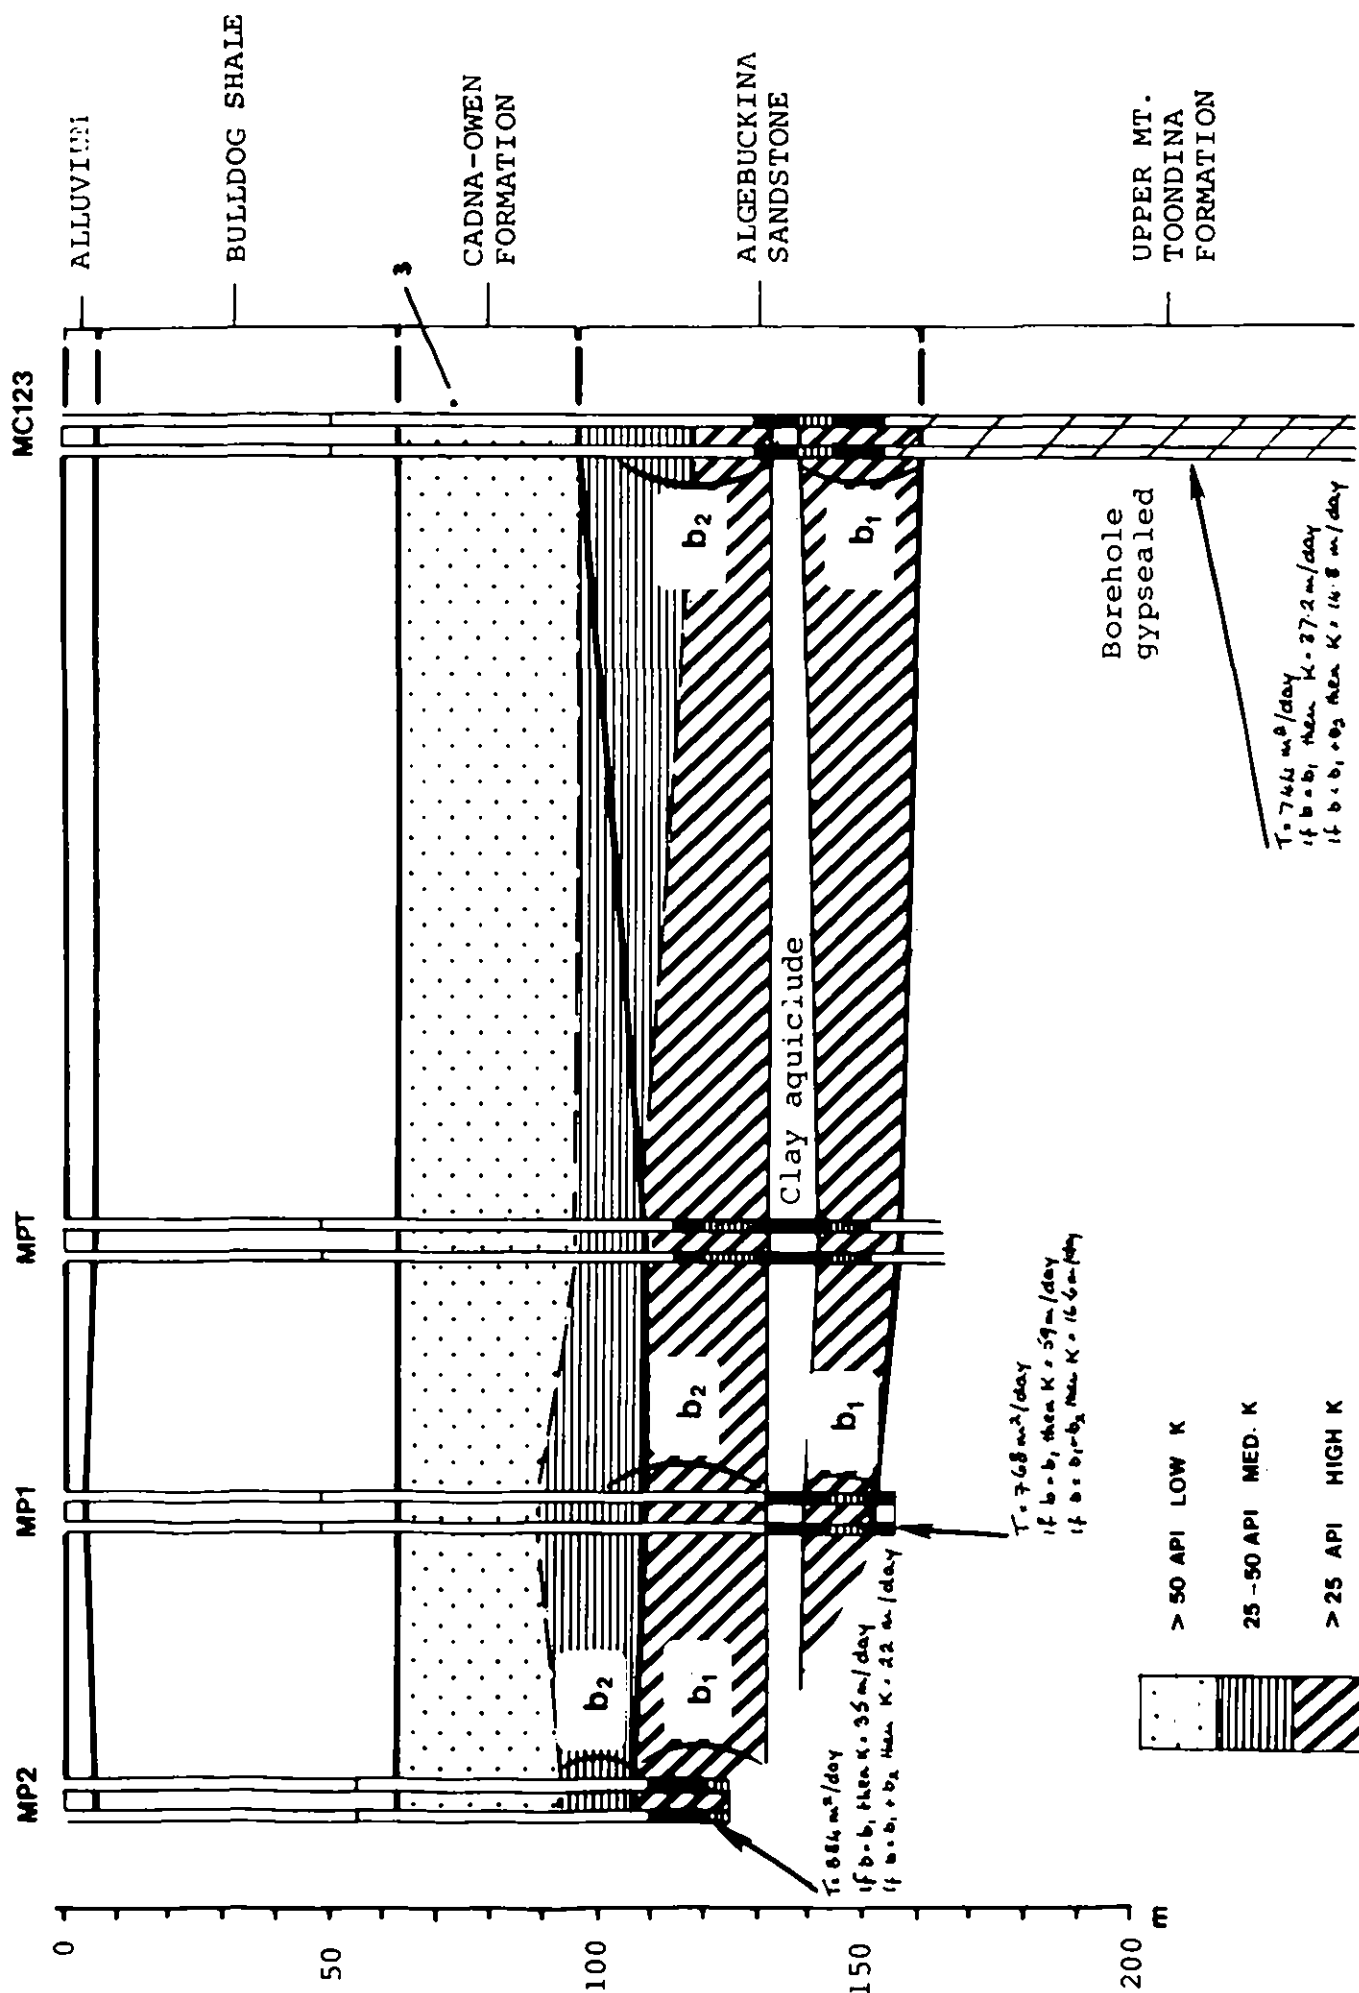 MP2
MP1
MPT
MC123
ALLUVIUM
BULLDOG SHALE
3
CADNA-OWEN
FORMATION
ALGEBUCKINA
SANDSTONE
UPPER MT.
TOONDINA
FORMATION
0
50
100
150
200
m
b₂
b₁
b₂
b₁
b₂
b₁
Clay aquiclude
Borehole
gypsealed
T = 884 m²/day
if b = b₁ then K = 35 m/day
if b = b₁ + b₂ then K = 22 m/day
T = 768 m²/day
if b = b₁ then K = 59 m/day
if b = b₁ + b₂ then K = 16.6 m/day
T = 744 m²/day
if b = b₁ then K = 37.2 m/day
if b = b₁ + b₂ then K = 14.8 m/day
> 50 API LOW K
25-50 API MED. K
> 25 API HIGH K